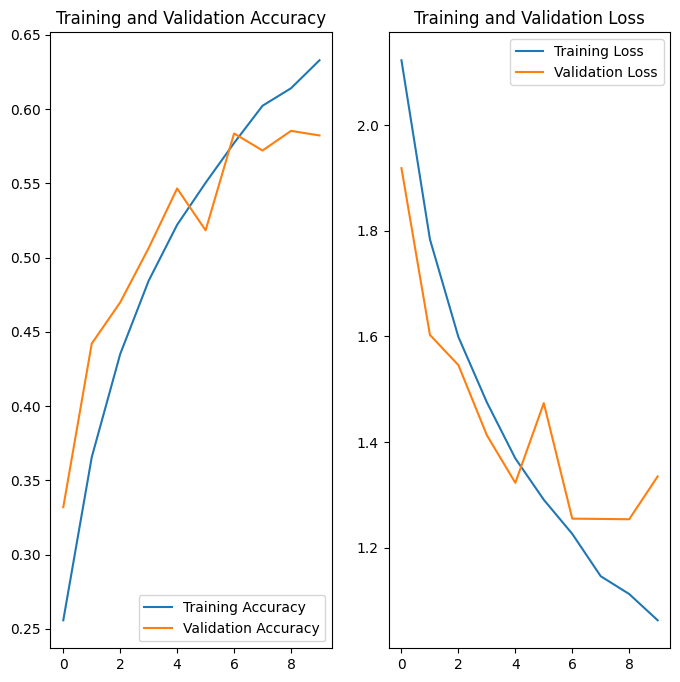 Training and Validation Accuracy
0.65
0.60
0.55
0.50
0.45
0.40
0.35
0.30
0.25
0 2 4 6 8
Training Accuracy
Validation Accuracy
Training and Validation Loss
Training Loss
Validation Loss
2.0
1.8
1.6
1.4
1.2
0 2 4 6 8